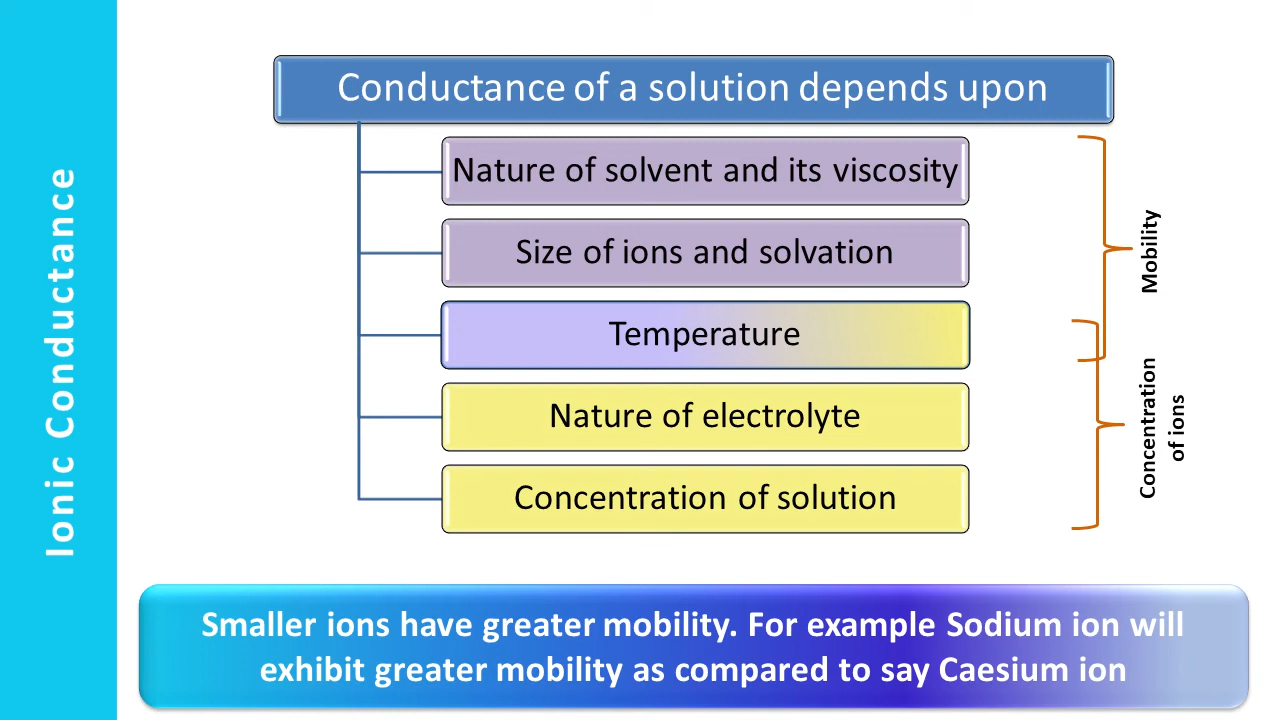 Ionic Conductance
Conductance of a solution depends upon
Nature of solvent and its viscosity
Size of ions and solvation
Temperature
Nature of electrolyte
Concentration of solution
Mobility
Concentration
of ions
Smaller ions have greater mobility. For example Sodium ion will
exhibit greater mobility as compared to say Caesium ion